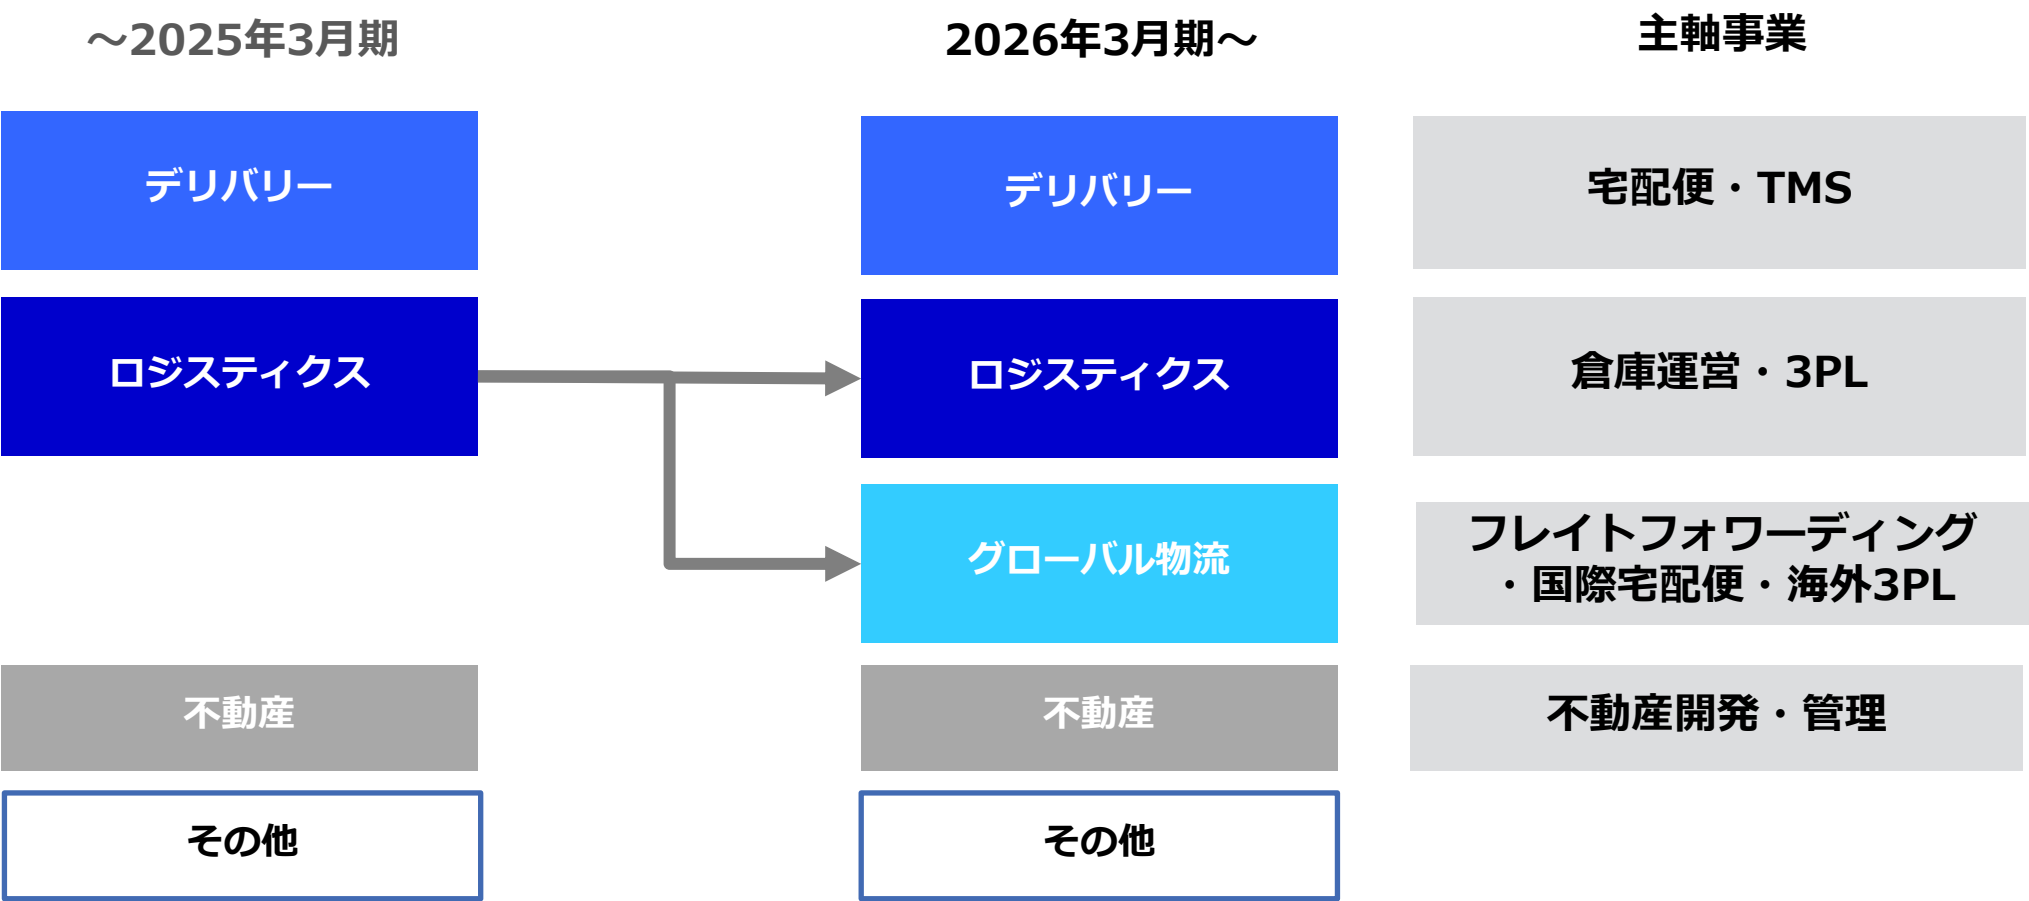 ～2025年3月期
2026年3月期～
主軸事業
デリバリー
デリバリー
宅配便・TMS
ロジスティクス
ロジスティクス
倉庫運営・3PL
グローバル物流
フレイトフォワーディング
・国際宅配便・海外3PL
不動産
不動産
不動産開発・管理
その他
その他